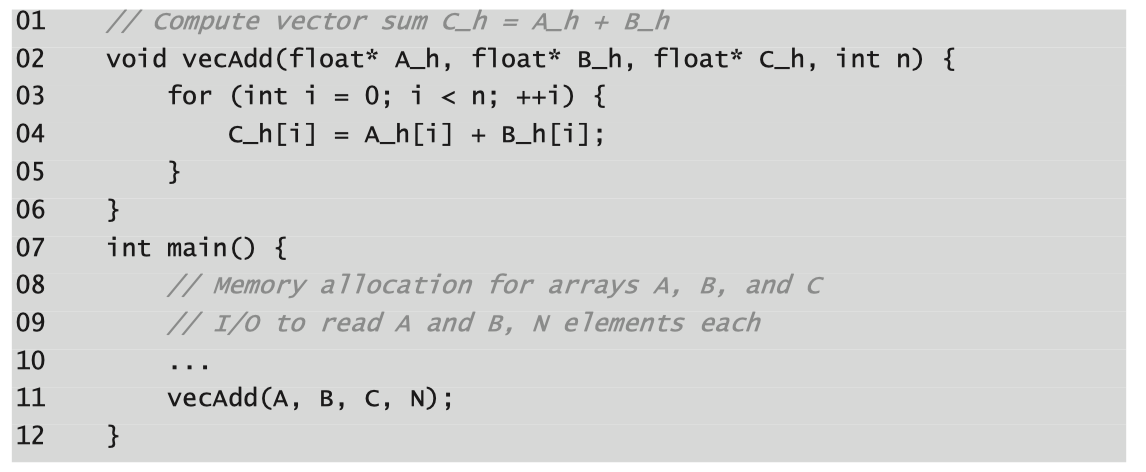 01 // Compute vector sum C_h = A_h + B_h
02 void vecAdd(float* A_h, float* B_h, float* C_h, int n) {
03 for (int i = 0; i < n; ++i) {
04 C_h[i] = A_h[i] + B_h[i];
05 }
06 }
07 int main() {
08 // Memory allocation for arrays A, B, and C
09 // I/O to read A and B, N elements each
10 ...
11 vecAdd(A, B, C, N);
12 }